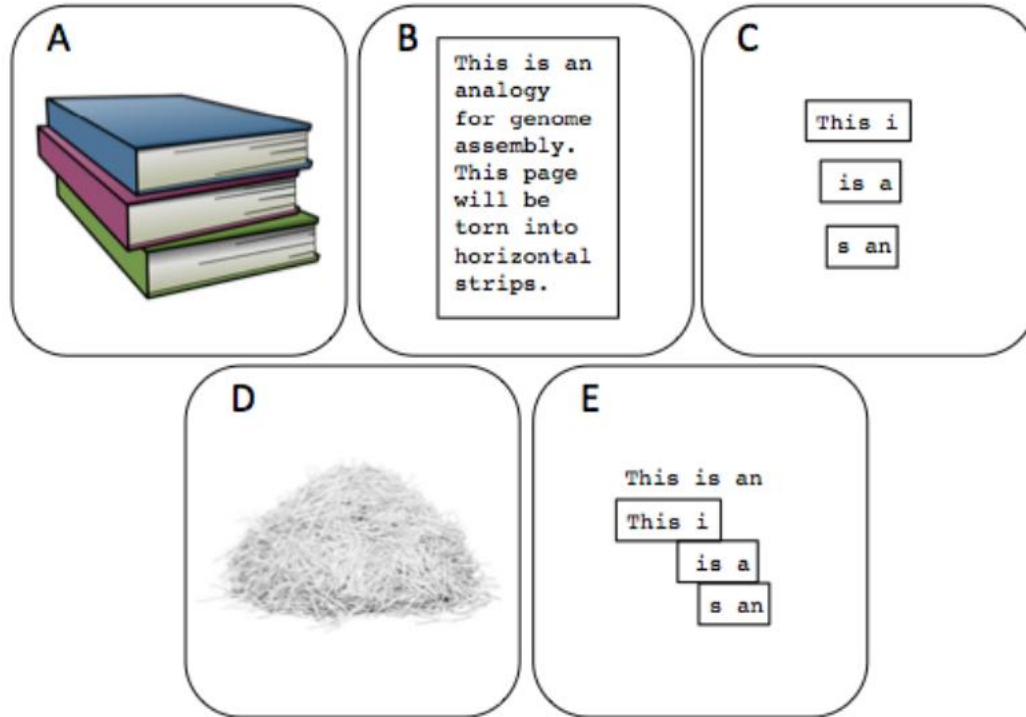 A
B
This is an
analogy
for genome
assembly.
This page
will be
torn into
horizontal
strips.
C
This i
is a
s an
D
E
This is an
This i
is a
s an